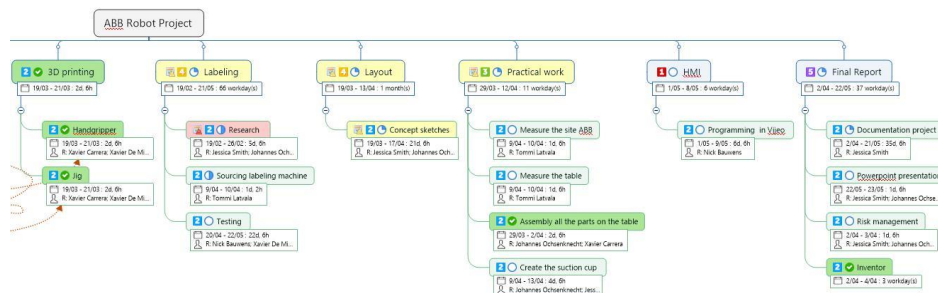 ABB Robot Project
2 3D printing
19/03 - 21/03 : 2d, 6h
2 Handgripper
19/03 - 21/03 : 2d, 6h
R: Xavier Carrera; Xavier De Mi...
2 Jig
19/03 - 21/03 : 2d, 6h
R: Xavier Carrera; Xavier De Mi...
4 Labeling
19/02 - 21/05 : 66 workday(s)
2 Research
19/02 - 26/02 : 5d, 6h
R: Jessica Smith; Johannes Och...
2 Sourcing labeling machine
9/04 - 10/04 : 1d, 2h
R: Tommi Latvala
2 Testing
20/04 - 22/05 : 22d, 6h
R: Nick Bauwens; Xavier De Mi...
4 Layout
19/03 - 13/04 : 1 month(s)
2 Concept sketches
19/03 - 17/04 : 21d, 6h
R: Jessica Smith; Johannes Och...
3 Practical work
29/03 - 12/04 : 11 workday(s)
2 Measure the site ABB
9/04 - 10/04 : 1d, 6h
R: Tommi Latvala
2 Measure the table
9/04 - 10/04 : 1d, 6h
R: Tommi Latvala
2 Assembly all the parts on the table
29/03 - 2/04 : 2d, 6h
R: Johannes Ochsenknecht; Xavier Carrera
2 Create the suction cup
9/04 - 13/04 : 4d, 6h
R: Johannes Ochsenknecht; Jess...
1 HMI
1/05 - 8/05 : 6 workday(s)
2 Programming in Vijeo
1/05 - 9/05 : 6d, 6h
R: Nick Bauwens
5 Final Report
2/04 - 22/05 : 37 workday(s)
2 Documentation project
2/04 - 21/05 : 35d, 6h
R: Jessica Smith
2 Powerpoint presentation
22/05 - 23/05 : 1d, 6h
R: Jessica Smith; Johannes Ochse...
2 Risk management
2/04 - 3/04 : 1d, 6h
R: Jessica Smith; Johannes Och...
2 Inventor
2/04 - 4/04 : 3 workday(s)